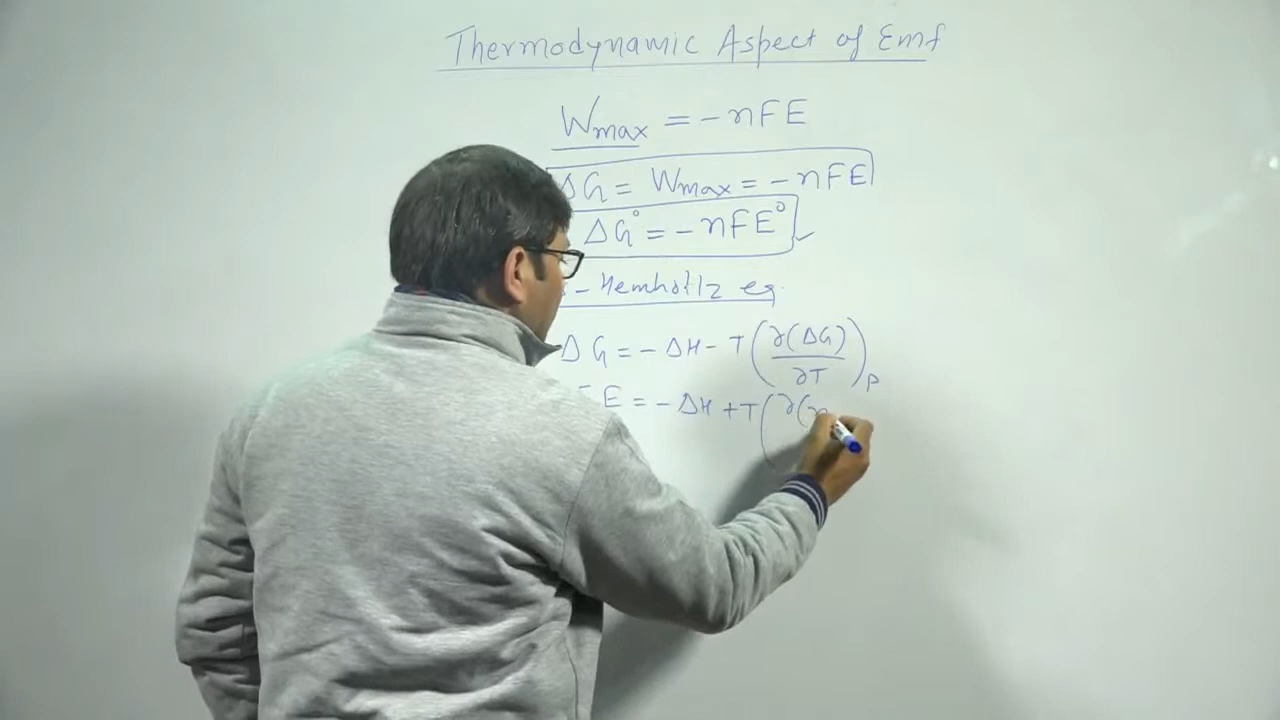 Thermodynamic Aspect of Emf
Wmax = -nFE
ΔG = Wmax = -nFE
ΔG° = -nFE°
- Hemholtz eq.
ΔG = -ΔH - T(∂(ΔG)/∂T)P
E = -ΔH + T(∂(n